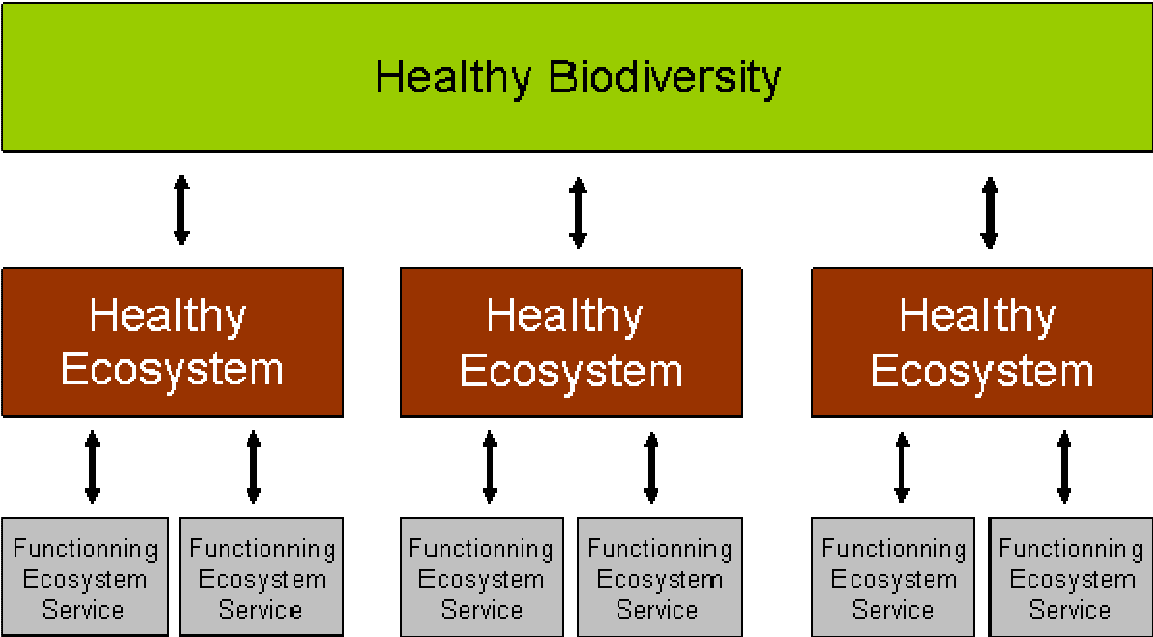 Healthy Biodiversity
Healthy
Ecosystem
Healthy
Ecosystem
Healthy
Ecosystem
Functionning
Ecosystem
Service
Functionning
Ecosystem
Service
Functionning
Ecosystem
Service
Functionning
Ecosystem
Service
Functionning
Ecosystem
Service
Functionning
Ecosystem
Service